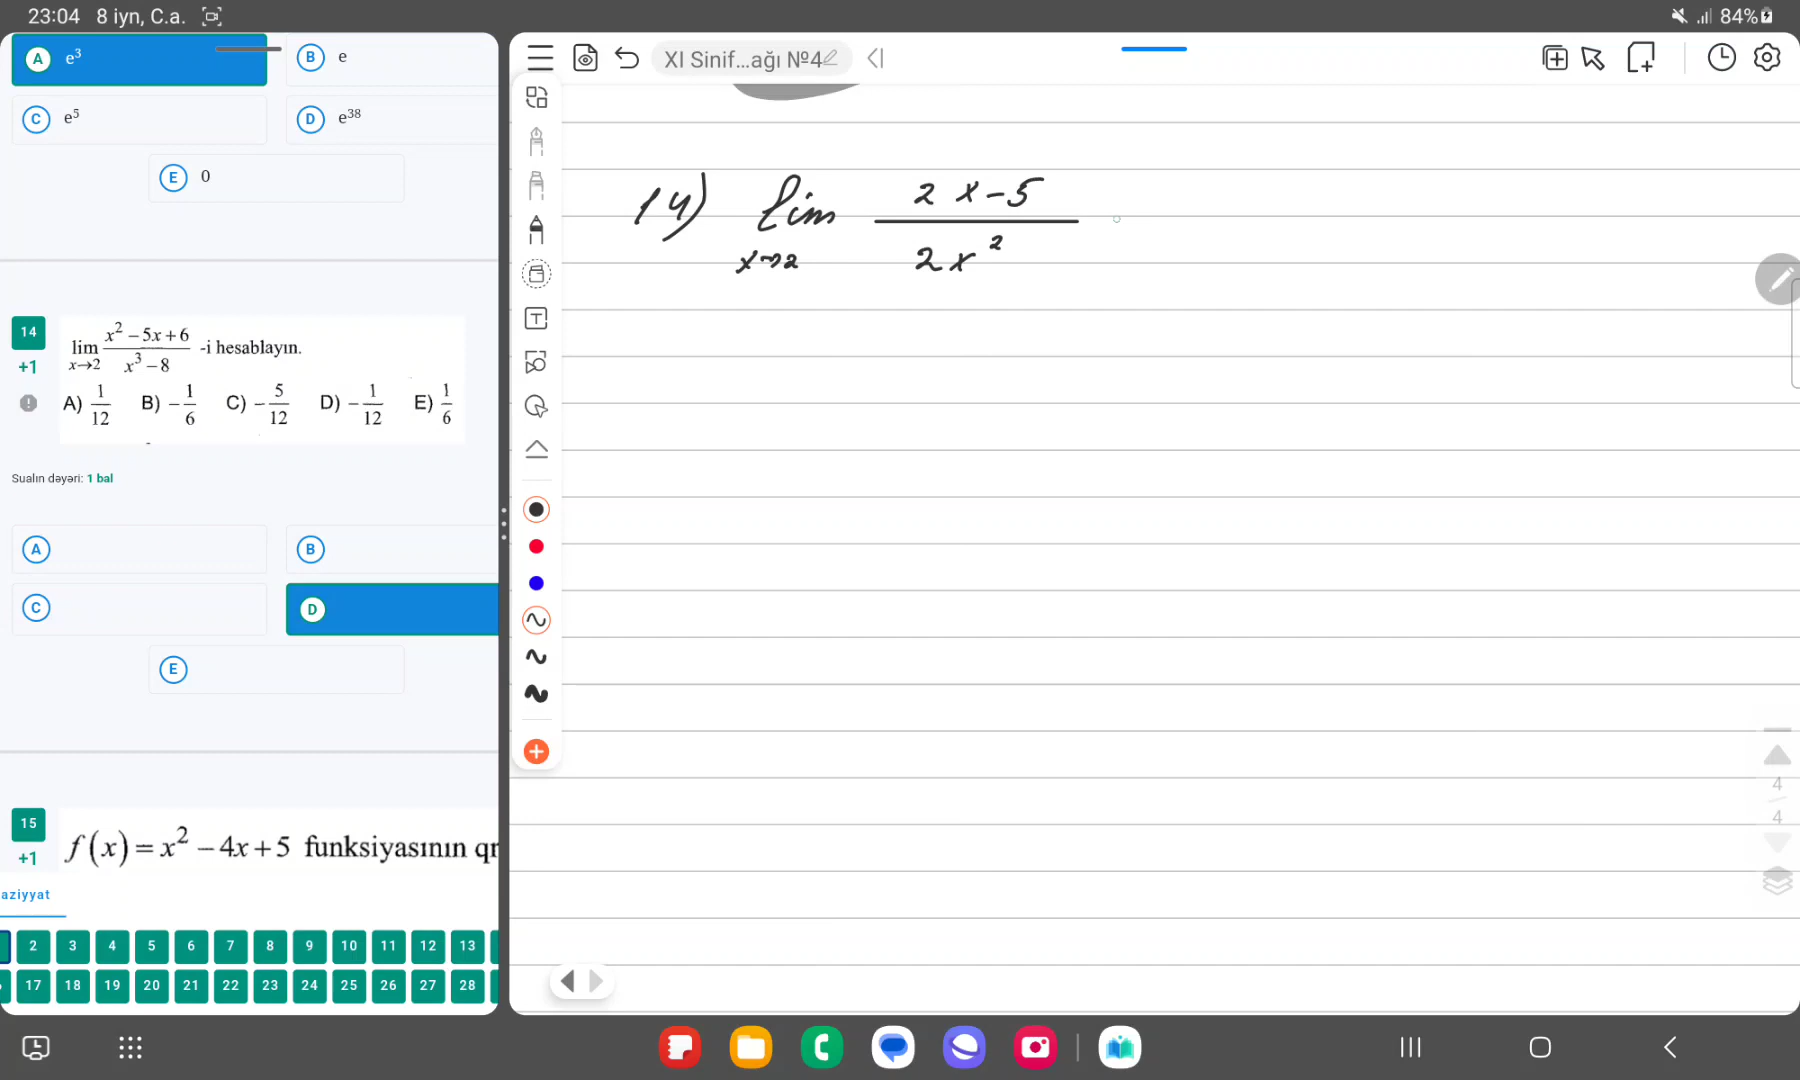 23:04 8 iyn, C.a.
84%
A e³
B e
C e⁵
D e³⁸
E 0
14
+1
lim x→2 (x² − 5x + 6)/(x³ − 8) -i hesablayın.
A) 1/12 B) − 1/6 C) − 5/12 D) − 1/12 E) 1/6
Sualın dəyəri: 1 bal
A
B
C
D
E
15
+1
f(x) = x² − 4x + 5 funksiyasının qr
aziyyat
2 3 4 5 6 7 8 9 10 11 12 13
17 18 19 20 21 22 23 24 25 26 27 28
XI Sinif...ağı №4
T
14) lim x→2 (2x − 5)/(2x²)
4
4